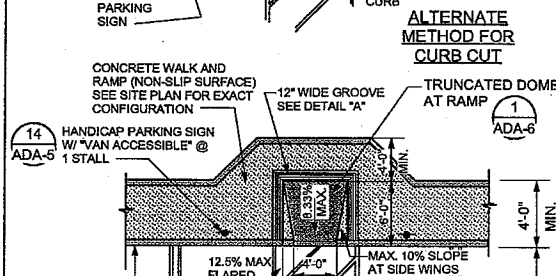 PARKING
SIGN
CURB
ALTERNATE
METHOD FOR
CURB CUT
CONCRETE WALK AND
RAMP (NON-SLIP SURFACE)
SEE SITE PLAN FOR EXACT
CONFIGURATION
12" WIDE GROOVE
SEE DETAIL "A"
TRUNCATED DOME
AT RAMP
1
ADA-6
14
ADA-5
HANDICAP PARKING SIGN
W/ "VAN ACCESSIBLE" @
1 STALL
4'-0"
MIN.
8.33%
MAX.
6'-0"
4'-0"
MIN.
12.5% MAX
FLARED
4'-0"
MAX. 10% SLOPE
AT SIDE WINGS